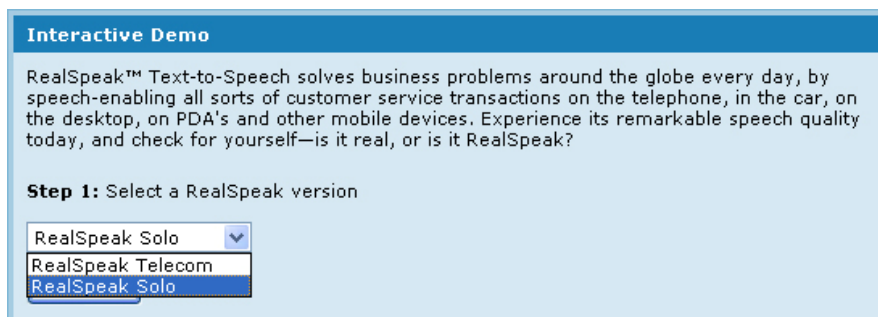 Interactive Demo
RealSpeak™ Text-to-Speech solves business problems around the globe every day, by
speech-enabling all sorts of customer service transactions on the telephone, in the car, on
the desktop, on PDA's and other mobile devices. Experience its remarkable speech quality
today, and check for yourself—is it real, or is it RealSpeak?
Step 1: Select a RealSpeak version
RealSpeak Solo
RealSpeak Telecom
RealSpeak Solo